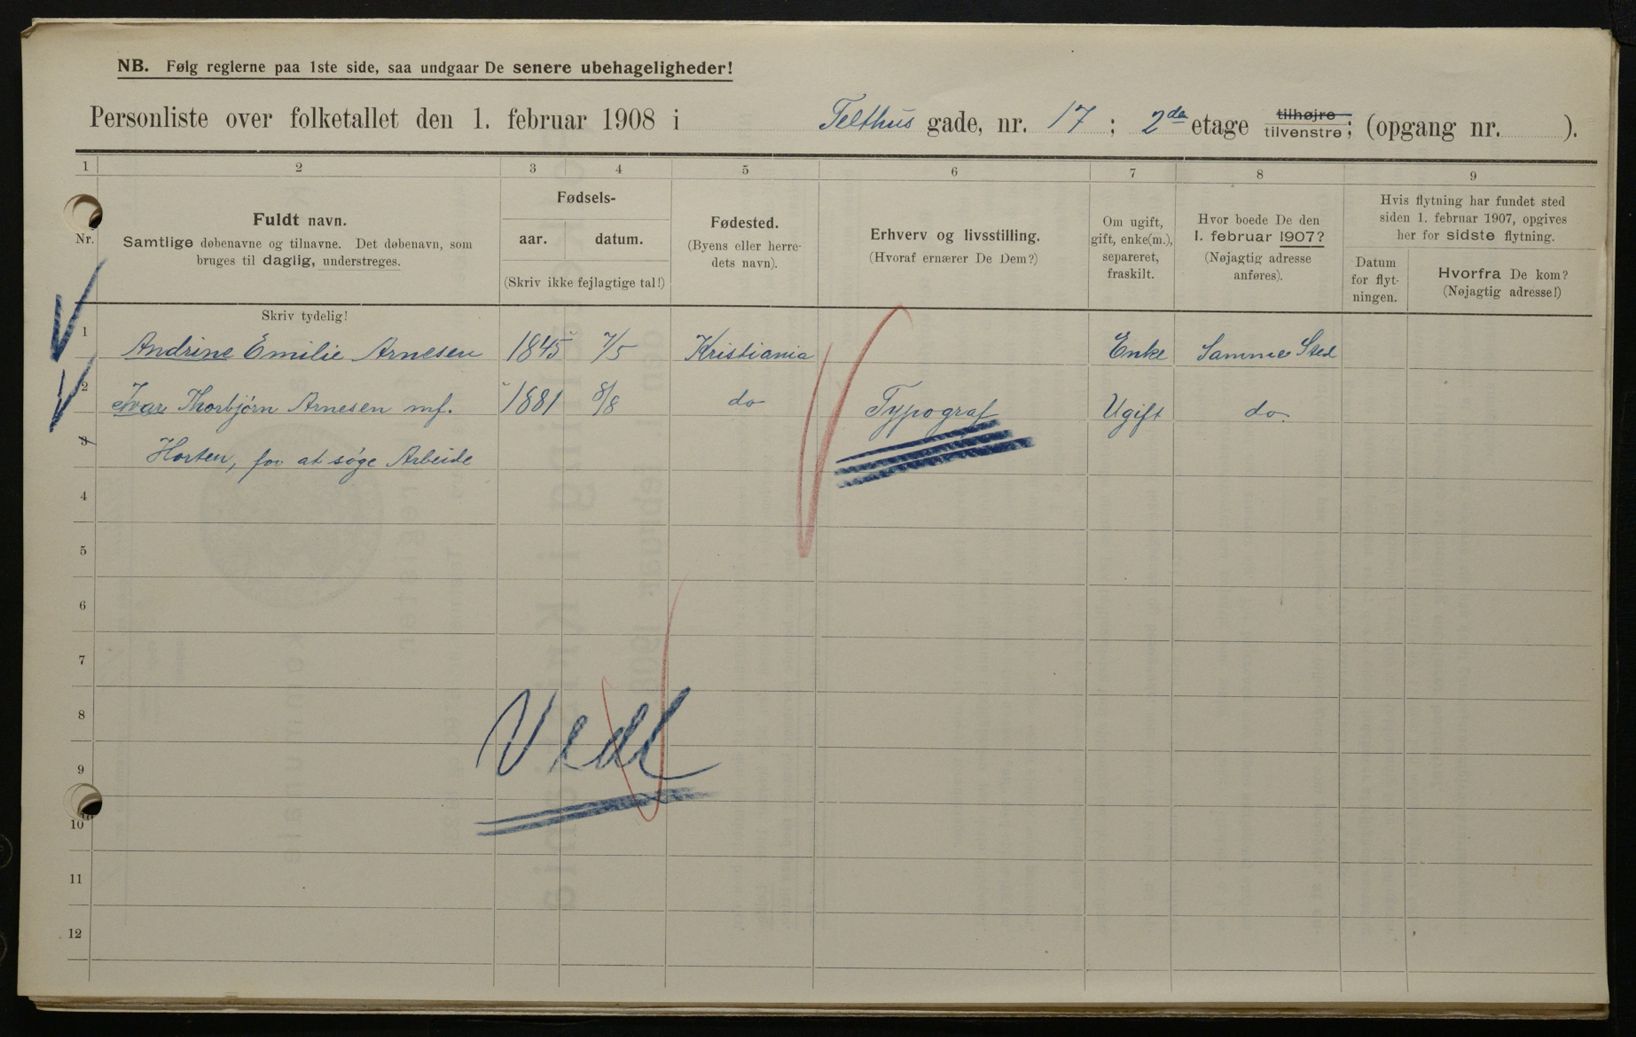 NB. Følg reglerne paa 1ste side, saa undgaar De senere ubehageligheder!
Personliste over folketallet den 1. februar 1908 i Telthus gade, nr. 17 ; 2de etage tilhøjre tilvenstre ; (opgang nr. ).
1 2 3 4 5 6 7 8 9
Nr.
Fuldt navn.
Samtlige døbenavne og tilnavne. Det døbenavn, som
bruges til daglig, understreges.
Fødsels-
aar. datum.
(Skriv ikke fejlagtige tal!)
Fødested.
(Byens eller herre-
dets navn).
Erhverv og livsstilling.
(Hvoraf ernærer De Dem?)
Om ugift,
gift, enke(m.),
separeret,
fraskilt.
Hvor boede De den
1. februar 1907?
(Nøjagtig adresse
anføres).
Hvis flytning har fundet sted
siden 1. februar 1907, opgives
her for sidste flytning.
Datum
for flyt-
ningen.
Hvorfra De kom?
(Nøjagtig adresse!)
Skriv tydelig!
1 Andrine Emilie Arnesen 1845 7/5 Kristiania Enke Samme Sted
2 Ivar Thorbjørn Arnesen mf. 1881 8/8 do Typograf Ugift do.
3 Horten, for at søge Arbeide
4
5
6
7
8
9
10
11
12